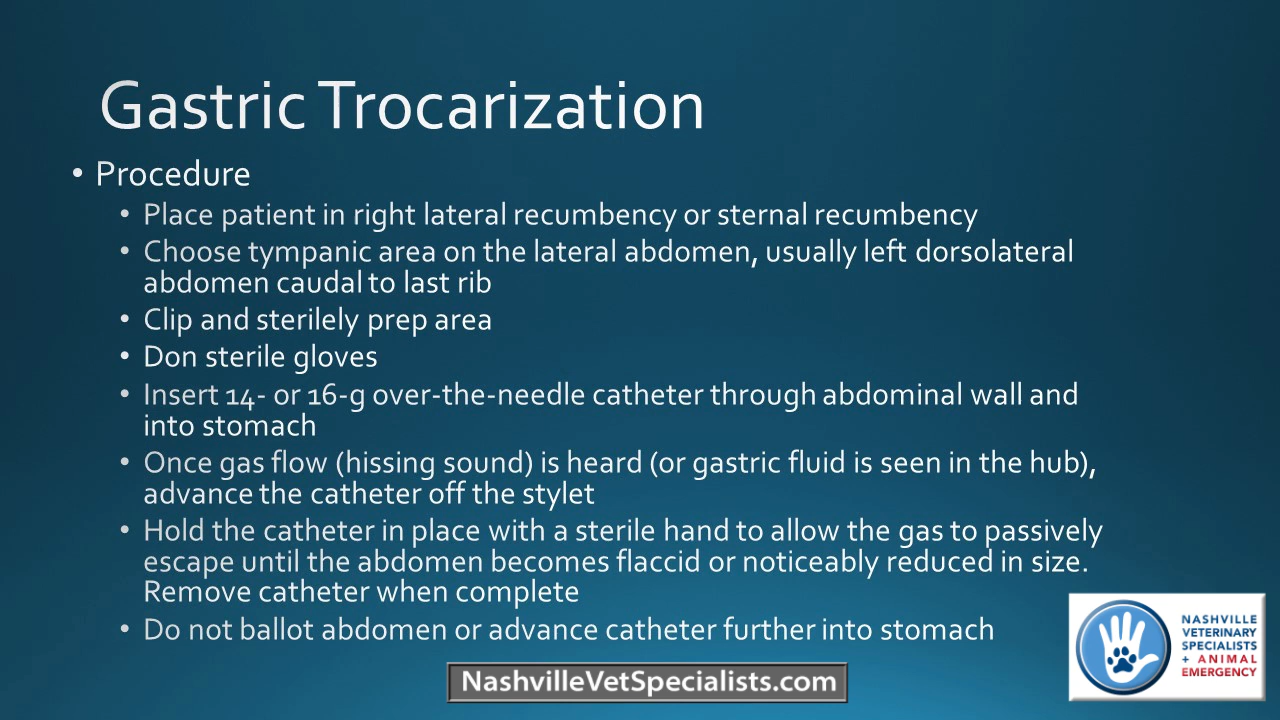 Gastric Trocarization
• Procedure
• Place patient in right lateral recumbency or sternal recumbency
• Choose tympanic area on the lateral abdomen, usually left dorsolateral
abdomen caudal to last rib
• Clip and sterilely prep area
• Don sterile gloves
• Insert 14- or 16-g over-the-needle catheter through abdominal wall and
into stomach
• Once gas flow (hissing sound) is heard (or gastric fluid is seen in the hub),
advance the catheter off the stylet
• Hold the catheter in place with a sterile hand to allow the gas to passively
escape until the abdomen becomes flaccid or noticeably reduced in size.
Remove catheter when complete
• Do not ballot abdomen or advance catheter further into stomach
NASHVILLE
VETERINARY
SPECIALISTS
+ ANIMAL
EMERGENCY
NashvilleVetSpecialists.com